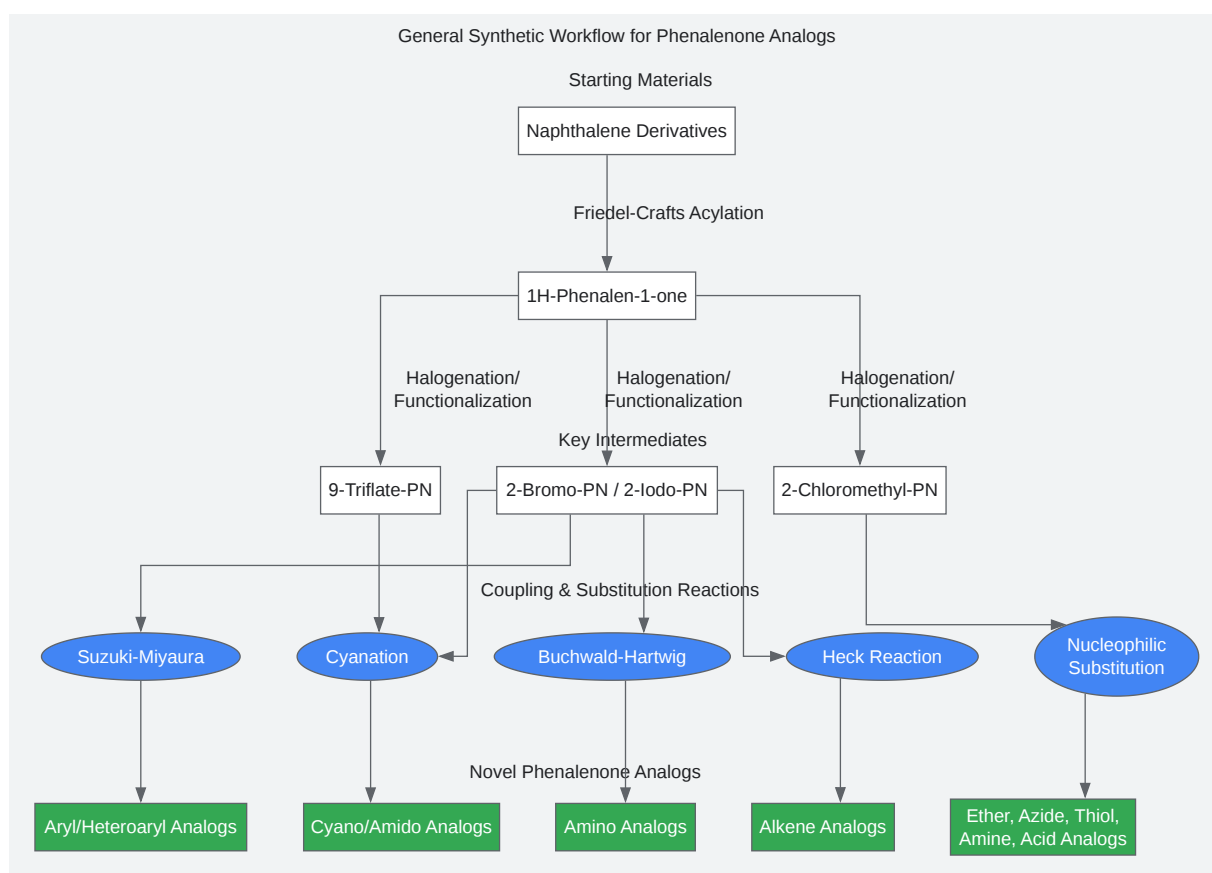 General Synthetic Workflow for Phenalenone Analogs
Starting Materials
Naphthalene Derivatives
Friedel-Crafts Acylation
1H-Phenalen-1-one
Halogenation/
Functionalization
Halogenation/
Functionalization
Halogenation/
Functionalization
Key Intermediates
9-Triflate-PN
2-Bromo-PN / 2-Iodo-PN
2-Chloromethyl-PN
Coupling & Substitution Reactions
Suzuki-Miyaura
Cyanation
Buchwald-Hartwig
Heck Reaction
Nucleophilic
Substitution
Novel Phenalenone Analogs
Aryl/Heteroaryl Analogs
Cyano/Amido Analogs
Amino Analogs
Alkene Analogs
Ether, Azide, Thiol,
Amine, Acid Analogs